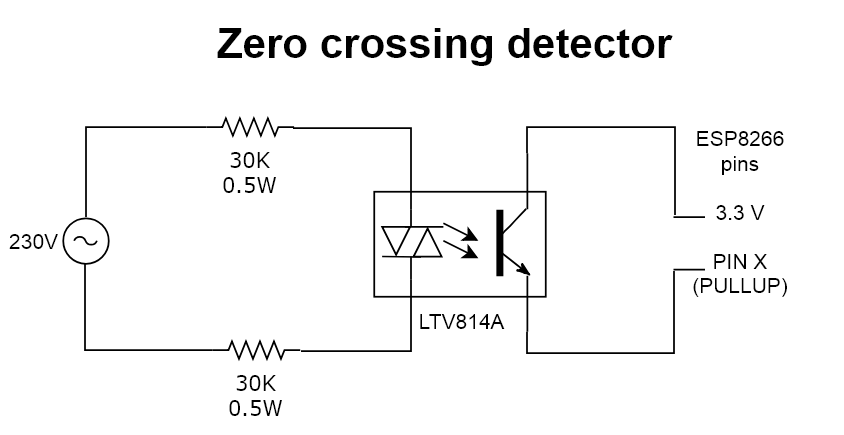 Zero crossing detector
30K
0.5W
230V
ESP8266
pins
3.3 V
PIN X
(PULLUP)
LTV814A
30K
0.5W